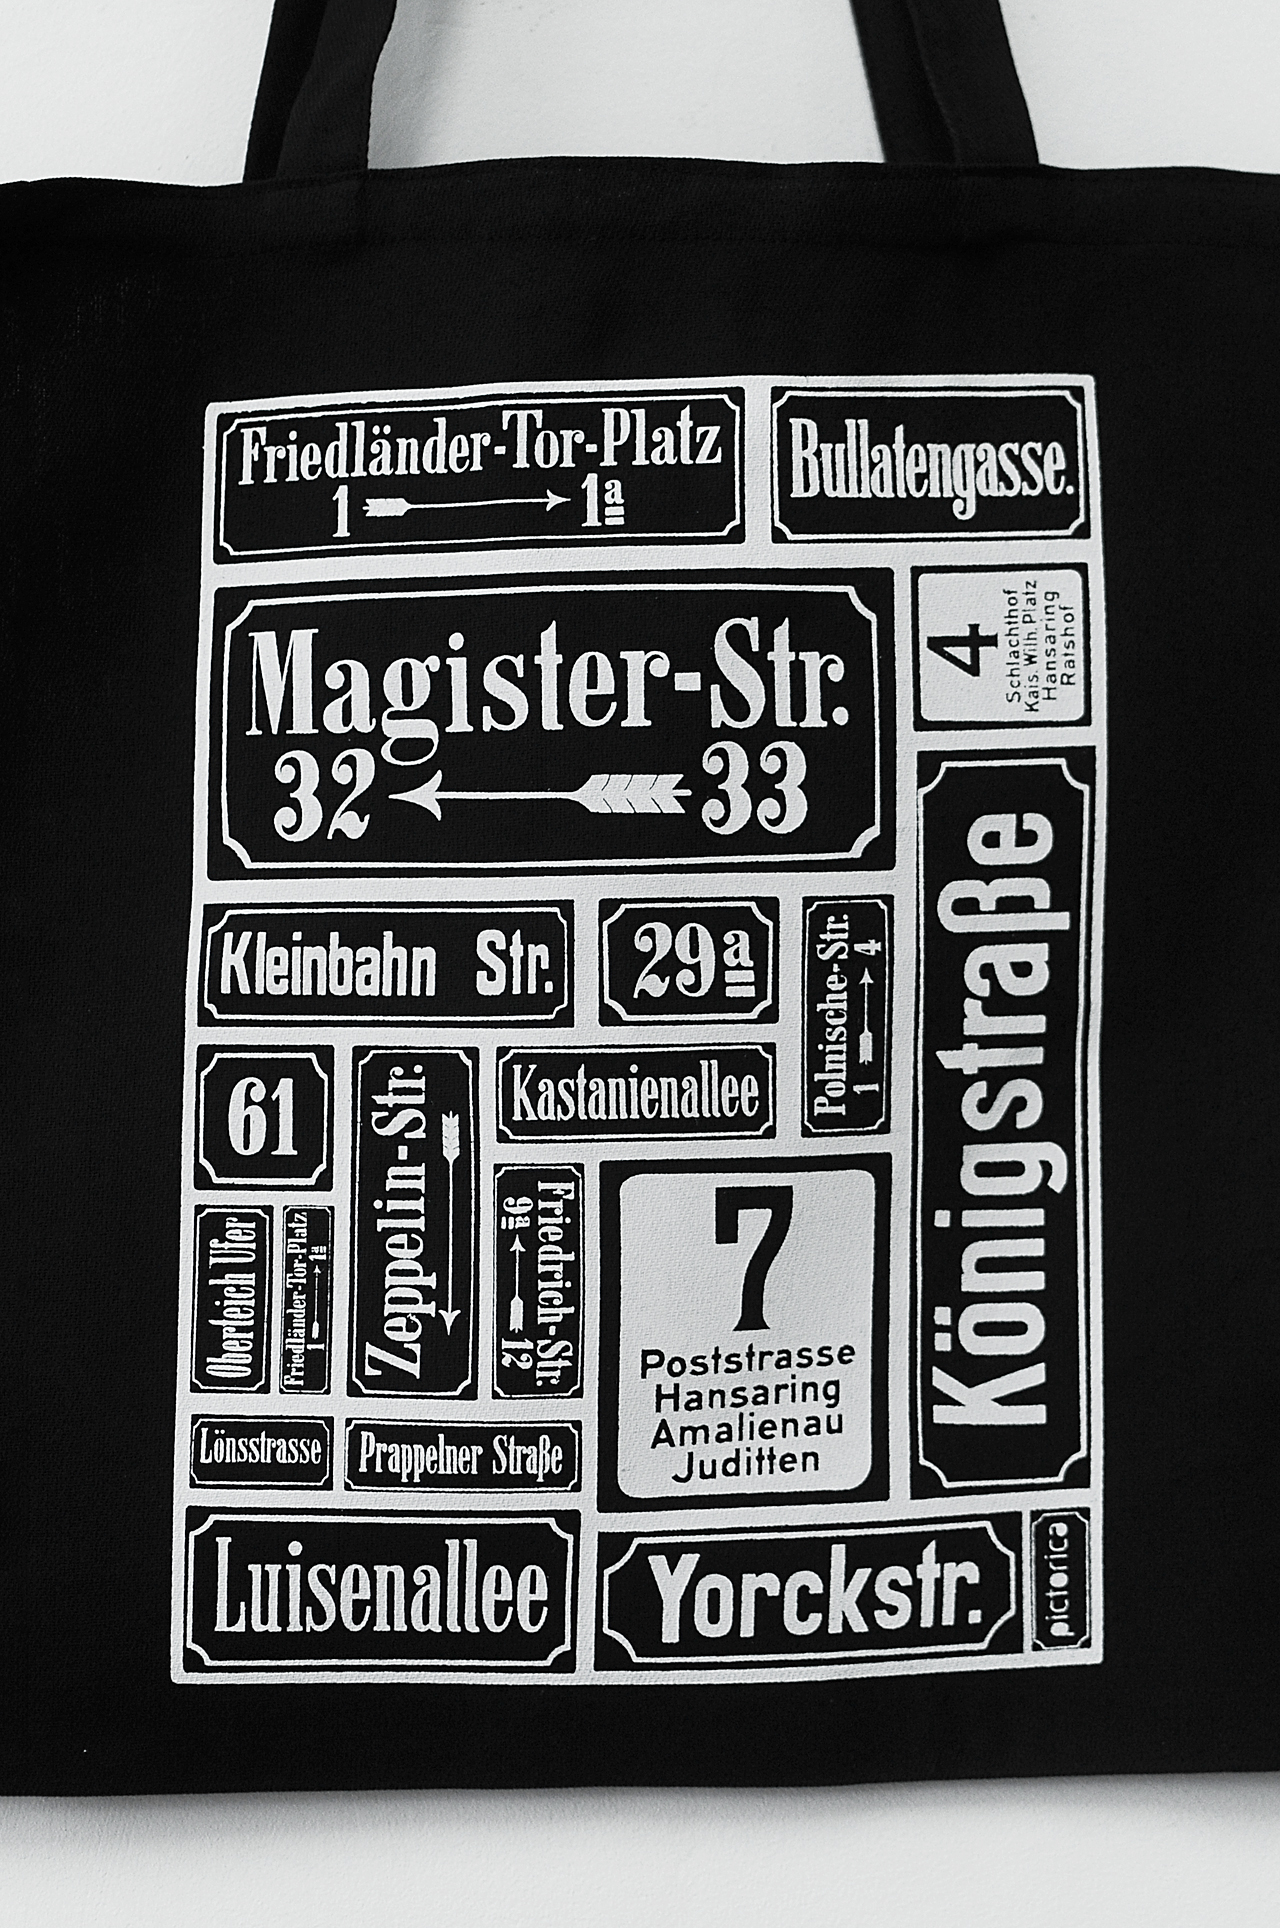 Friedländer-Tor-Platz
1 1a
Bullatengasse.
Magister-Str.
32 33
4
Schlachthof
Kais. Wilh. Platz
Hansaring
Ratshof
Kleinbahn Str.
29a
Polnische-Str.
1 4
Königstraße
61
Zeppelin-Str.
Kastanienallee
Oberteich Ufer
Friedländer-Tor-Platz
1 1a
Friedrich-Str.
9a 12
7
Poststrasse
Hansaring
Amalienau
Juditten
Lönsstrasse
Prappelner Straße
Luisenallee
Yorckstr.
pictorica